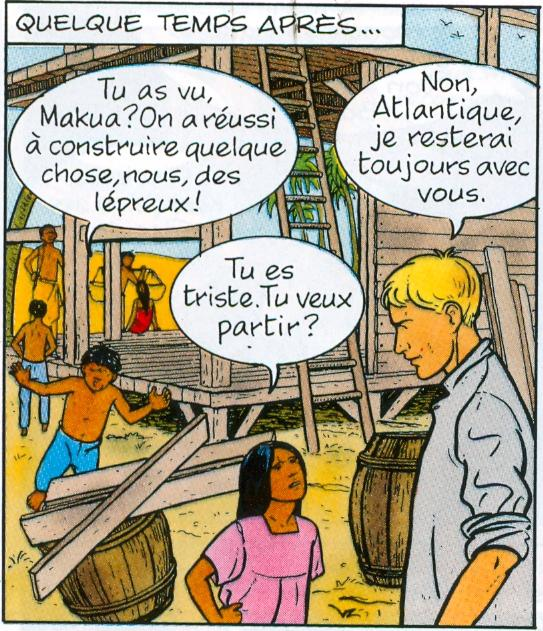 QUELQUE TEMPS APRÈS...
Tu as vu,
Makua? On a réussi
à construire quelque
chose, nous, des
lépreux!
Tu es
triste. Tu veux
partir?
Non,
Atlantique,
je resterai
toujours avec
vous.